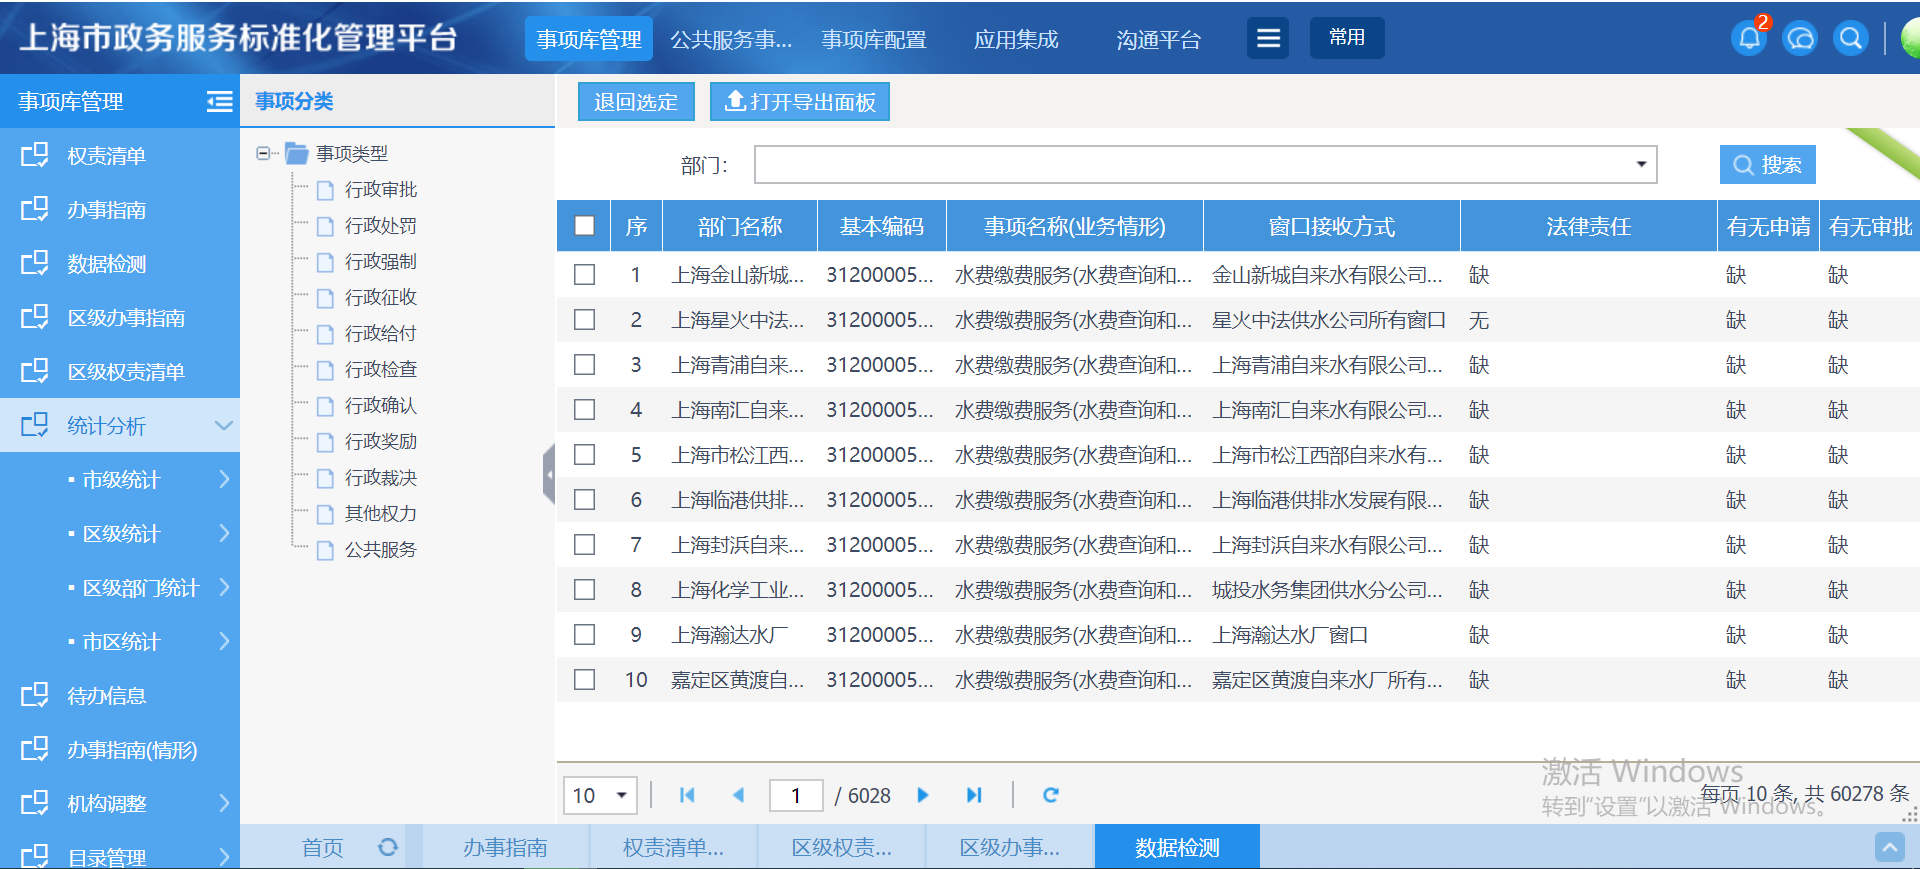 上海市政务服务标准化管理平台
事项库管理 公共服务事... 事项库配置 应用集成 沟通平台 常用 2
事项库管理
权责清单
办事指南
数据检测
区级办事指南
区级权责清单
统计分析
市级统计
区级统计
区级部门统计
市区统计
待办信息
办事指南(情形)
机构调整
目录管理
事项分类
事项类型
行政审批
行政处罚
行政强制
行政征收
行政给付
行政检查
行政确认
行政奖励
行政裁决
其他权力
公共服务
退回选定 打开导出面板
部门: 搜索
序 部门名称 基本编码 事项名称(业务情形) 窗口接收方式 法律责任 有无申请 有无审批
1 上海金山新城... 31200005... 水费缴费服务(水费查询和... 金山新城自来水有限公司... 缺 缺 缺
2 上海星火中法... 31200005... 水费缴费服务(水费查询和... 星火中法供水公司所有窗口 无 缺 缺
3 上海青浦自来... 31200005... 水费缴费服务(水费查询和... 上海青浦自来水有限公司... 缺 缺 缺
4 上海南汇自来... 31200005... 水费缴费服务(水费查询和... 上海南汇自来水有限公司... 缺 缺 缺
5 上海市松江西... 31200005... 水费缴费服务(水费查询和... 上海市松江西部自来水有... 缺 缺 缺
6 上海临港供排... 31200005... 水费缴费服务(水费查询和... 上海临港供排水发展有限... 缺 缺 缺
7 上海封浜自来... 31200005... 水费缴费服务(水费查询和... 上海封浜自来水有限公司... 缺 缺 缺
8 上海化学工业... 31200005... 水费缴费服务(水费查询和... 城投水务集团供水分公司... 缺 缺 缺
9 上海瀚达水厂 31200005... 水费缴费服务(水费查询和... 上海瀚达水厂窗口 缺 缺 缺
10 嘉定区黄渡自... 31200005... 水费缴费服务(水费查询和... 嘉定区黄渡自来水厂所有... 缺 缺 缺
10 1 / 6028 每页 10 条, 共 60278 条
激活 Windows
转到“设置”以激活 Windows。
首页 办事指南 权责清单... 区级权责... 区级办事... 数据检测